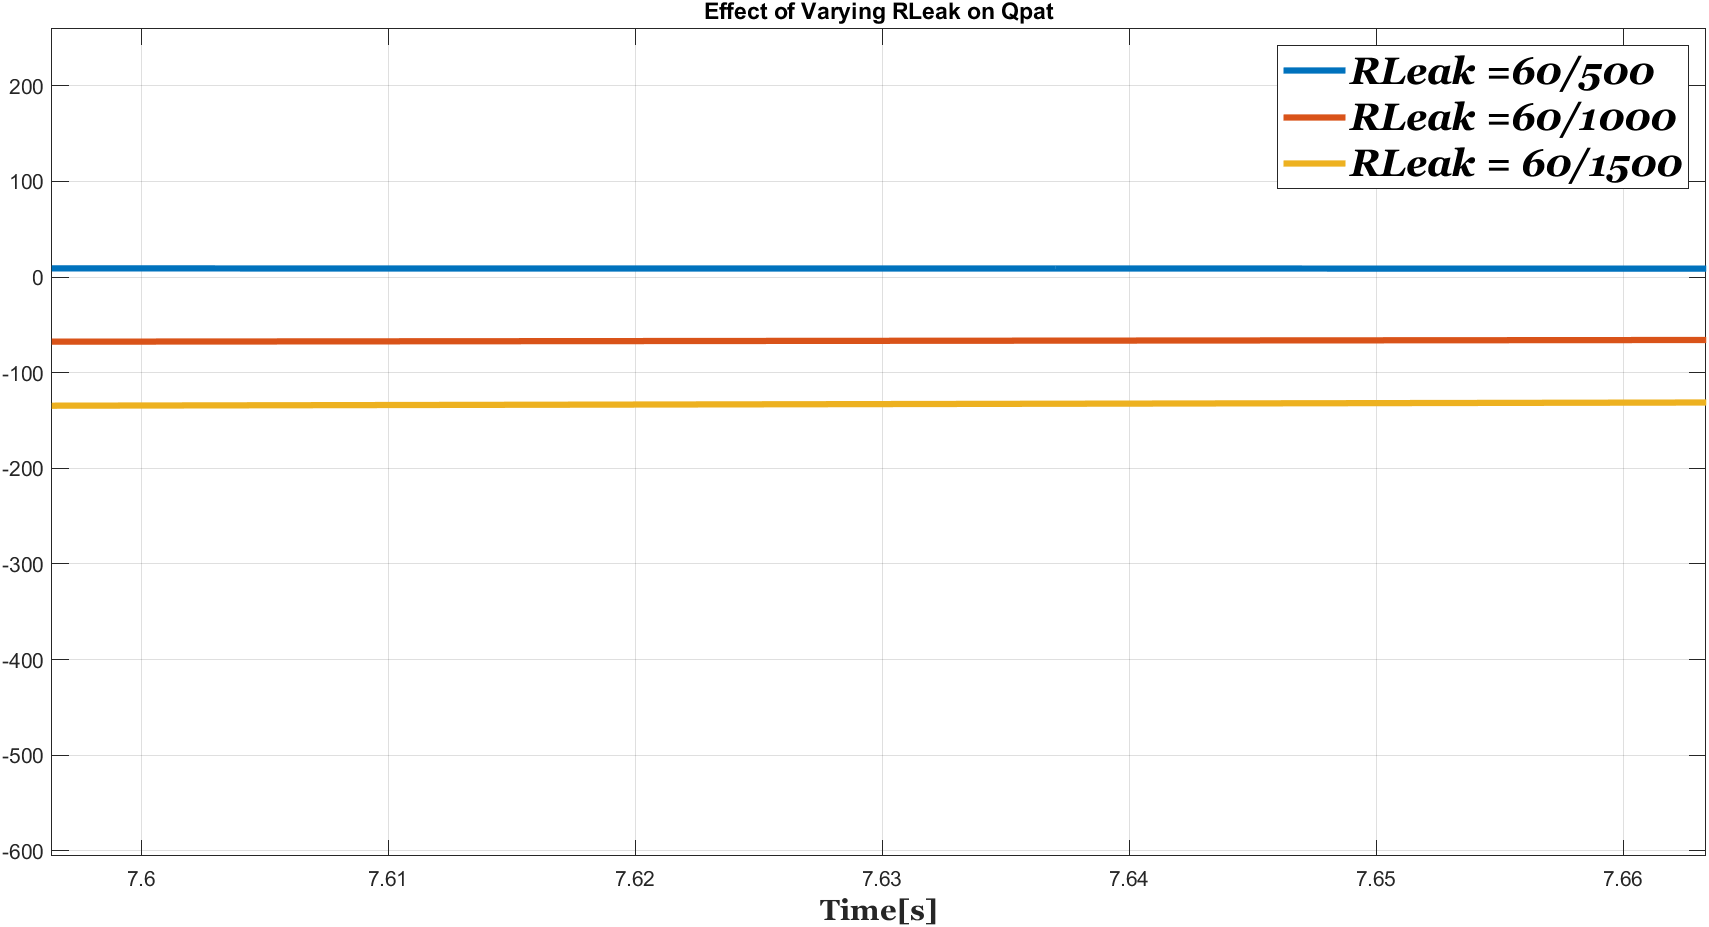 Effect of Varying RLeak on Qpat
RLeak =60/500
RLeak =60/1000
RLeak = 60/1500
200
100
0
-100
-200
-300
-400
-500
-600
7.6 7.61 7.62 7.63 7.64 7.65 7.66
Time[s]